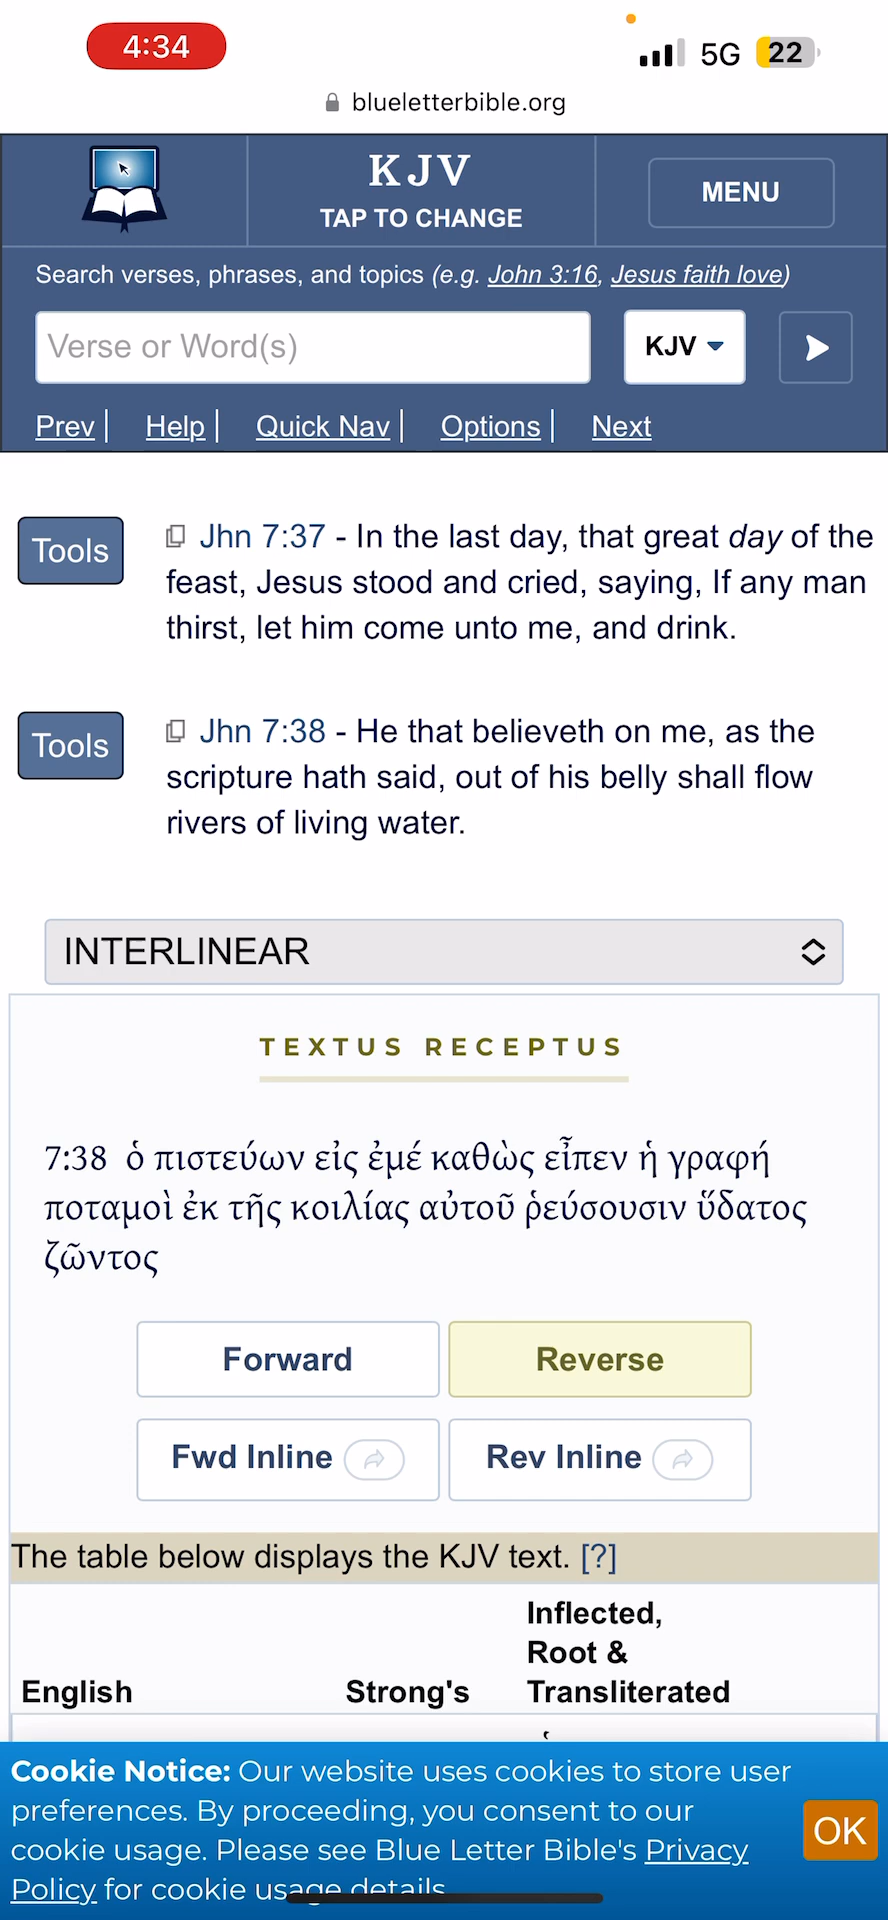 4:34
5G 22
blueletterbible.org
KJV
TAP TO CHANGE
MENU
Search verses, phrases, and topics (e.g. John 3:16, Jesus faith love)
Verse or Word(s)
KJV
Prev | Help | Quick Nav | Options | Next
Tools
Jhn 7:37 - In the last day, that great day of the
feast, Jesus stood and cried, saying, If any man
thirst, let him come unto me, and drink.
Tools
Jhn 7:38 - He that believeth on me, as the
scripture hath said, out of his belly shall flow
rivers of living water.
INTERLINEAR
TEXTUS RECEPTUS
7:38 ὁ πιστεύων εἰς ἐμέ καθὼς εἶπεν ἡ γραφή
ποταμοὶ ἐκ τῆς κοιλίας αὐτοῦ ῥεύσουσιν ὕδατος
ζῶντος
Forward
Reverse
Fwd Inline
Rev Inline
The table below displays the KJV text. [?]
English
Strong's
Inflected,
Root &
Transliterated
Cookie Notice: Our website uses cookies to store user
preferences. By proceeding, you consent to our
cookie usage. Please see Blue Letter Bible's Privacy
Policy for cookie usage details
OK